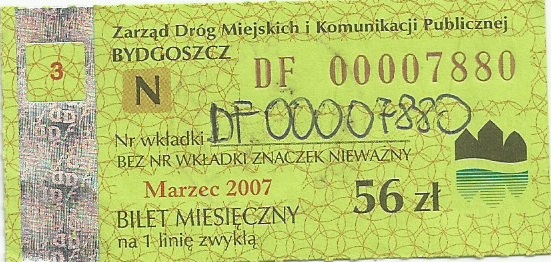 Zarząd Dróg Miejskich i Komunikacji Publicznej
BYDGOSZCZ
3
N
DF 00007880
Nr wkładki DF00007880
BEZ NR WKŁADKI ZNACZEK NIEWAŻNY
Marzec 2007
56 zł
BILET MIESIĘCZNY
na 1 linię zwykłą